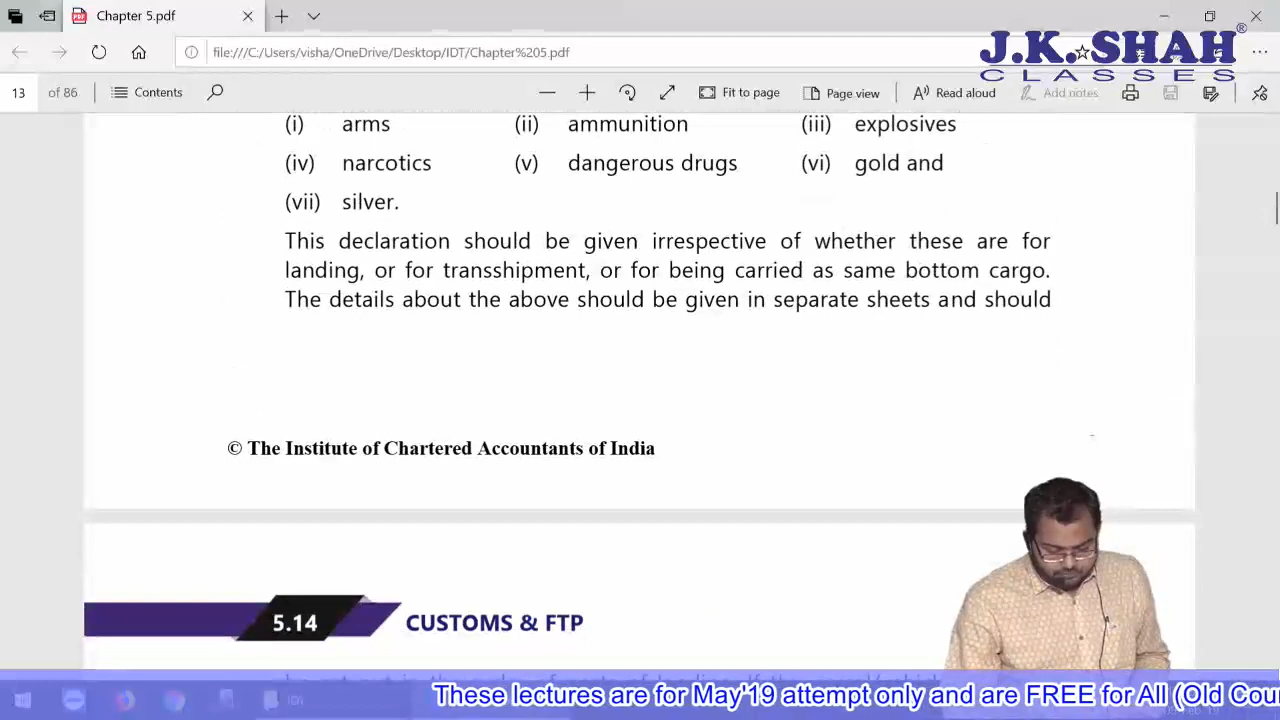 Chapter 5.pdf
file:///C:/Users/visha/OneDrive/Desktop/IDT/Chapter%205.pdf
J.K.SHAH®
CLASSES
13 of 86 Contents Fit to page Page view Read aloud Add notes
(i) arms (ii) ammunition (iii) explosives
(iv) narcotics (v) dangerous drugs (vi) gold and
(vii) silver.
This declaration should be given irrespective of whether these are for
landing, or for transshipment, or for being carried as same bottom cargo.
The details about the above should be given in separate sheets and should
© The Institute of Chartered Accountants of India
5.14 CUSTOMS & FTP
These lectures are for May'19 attempt only and are FREE for All (Old Cou